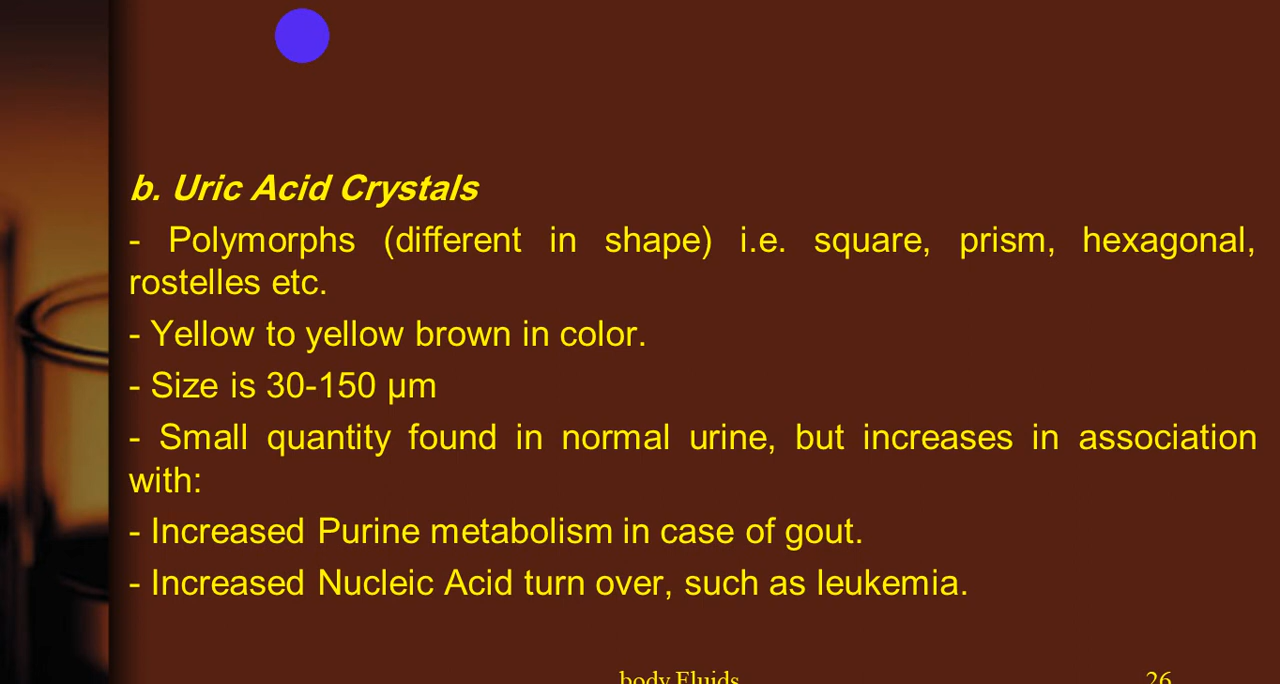 b. Uric Acid Crystals
- Polymorphs (different in shape) i.e. square, prism, hexagonal,
rostelles etc.
- Yellow to yellow brown in color.
- Size is 30-150 µm
- Small quantity found in normal urine, but increases in association
with:
- Increased Purine metabolism in case of gout.
- Increased Nucleic Acid turn over, such as leukemia.
body Fluids 26